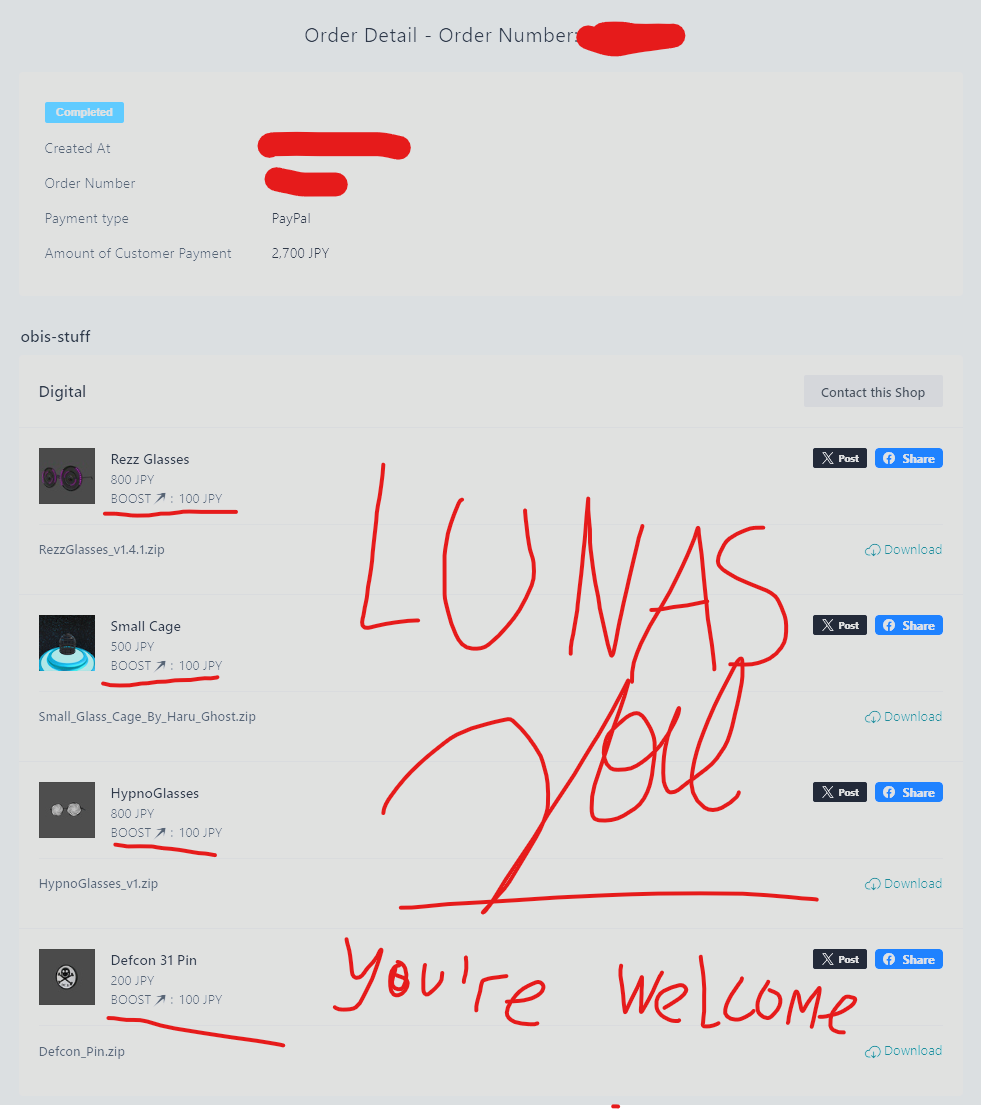 Order Detail - Order Number:
Completed
Created At
Order Number
Payment type PayPal
Amount of Customer Payment 2,700 JPY
obis-stuff
Digital
Contact this Shop
Rezz Glasses
800 JPY
BOOST ↗ : 100 JPY
X Post
Share
RezzGlasses_v1.4.1.zip
Download
LUNAS
Small Cage
500 JPY
BOOST ↗ : 100 JPY
X Post
Share
Small_Glass_Cage_By_Haru_Ghost.zip
Download
HypnoGlasses
800 JPY
BOOST ↗ : 100 JPY
X Post
Share
HypnoGlasses_v1.zip
Download
Defcon 31 Pin
200 JPY
BOOST ↗ : 100 JPY
X Post
Share
you're welcome
Defcon_Pin.zip
Download